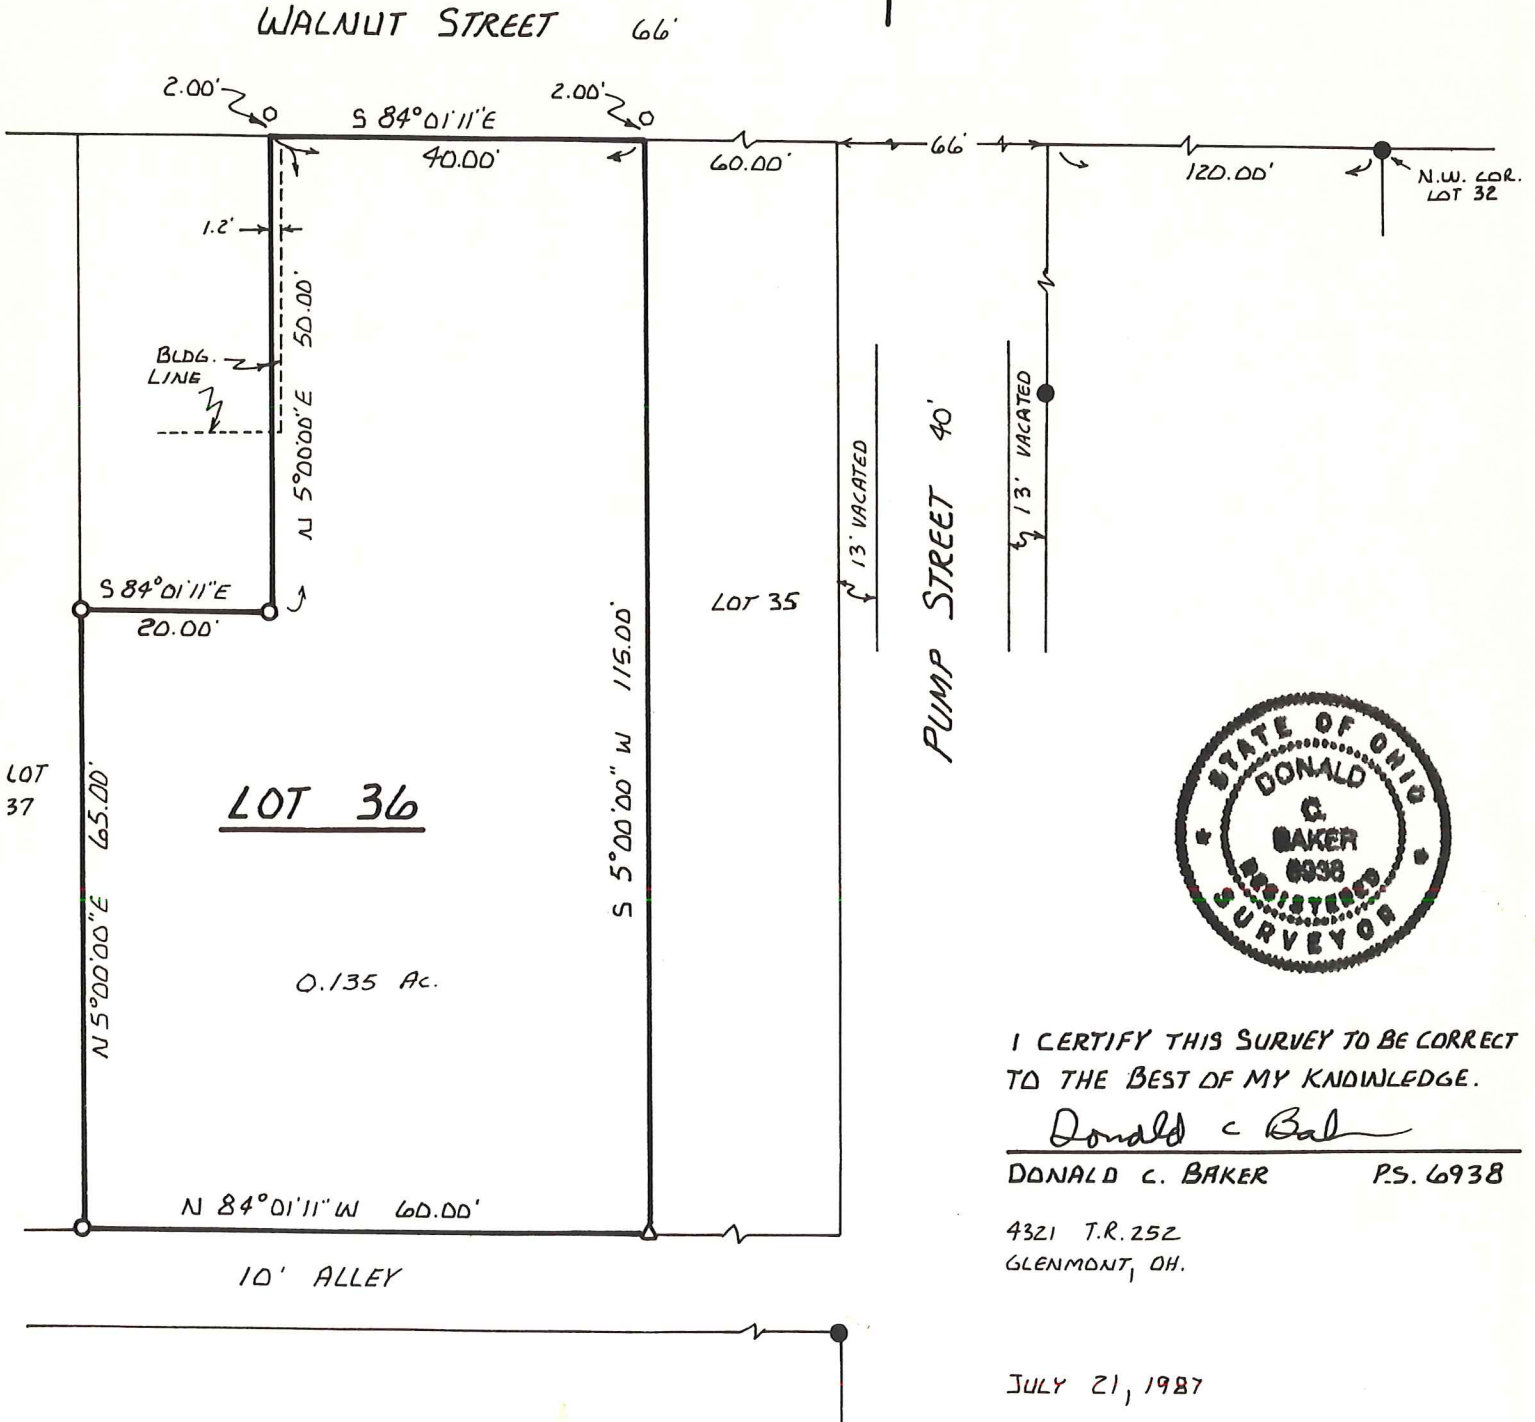 WALNUT STREET 66'
2.00'
2.00'
S 84°01'11"E
40.00'
60.00'
66'
120.00'
N.W. COR.
LOT 32
1.2'
BLDG.
LINE
N 5°00'00"E 50.00'
13' VACATED
PUMP STREET 40'
13' VACATED
S 84°01'11"E
20.00'
LOT 35
S 5°00'00" W 115.00'
LOT
37
N 5°00'00"E 65.00'
LOT 36
0.135 Ac.
STATE OF OHIO
DONALD
C.
BAKER
6938
REGISTERED
SURVEYOR
I CERTIFY THIS SURVEY TO BE CORRECT
TO THE BEST OF MY KNOWLEDGE.
Donald C Bak
DONALD C. BAKER P.S. 6938
N 84°01'11" W 60.00'
4321 T.R. 252
GLENMONT, OH.
10' ALLEY
JULY 21, 1987